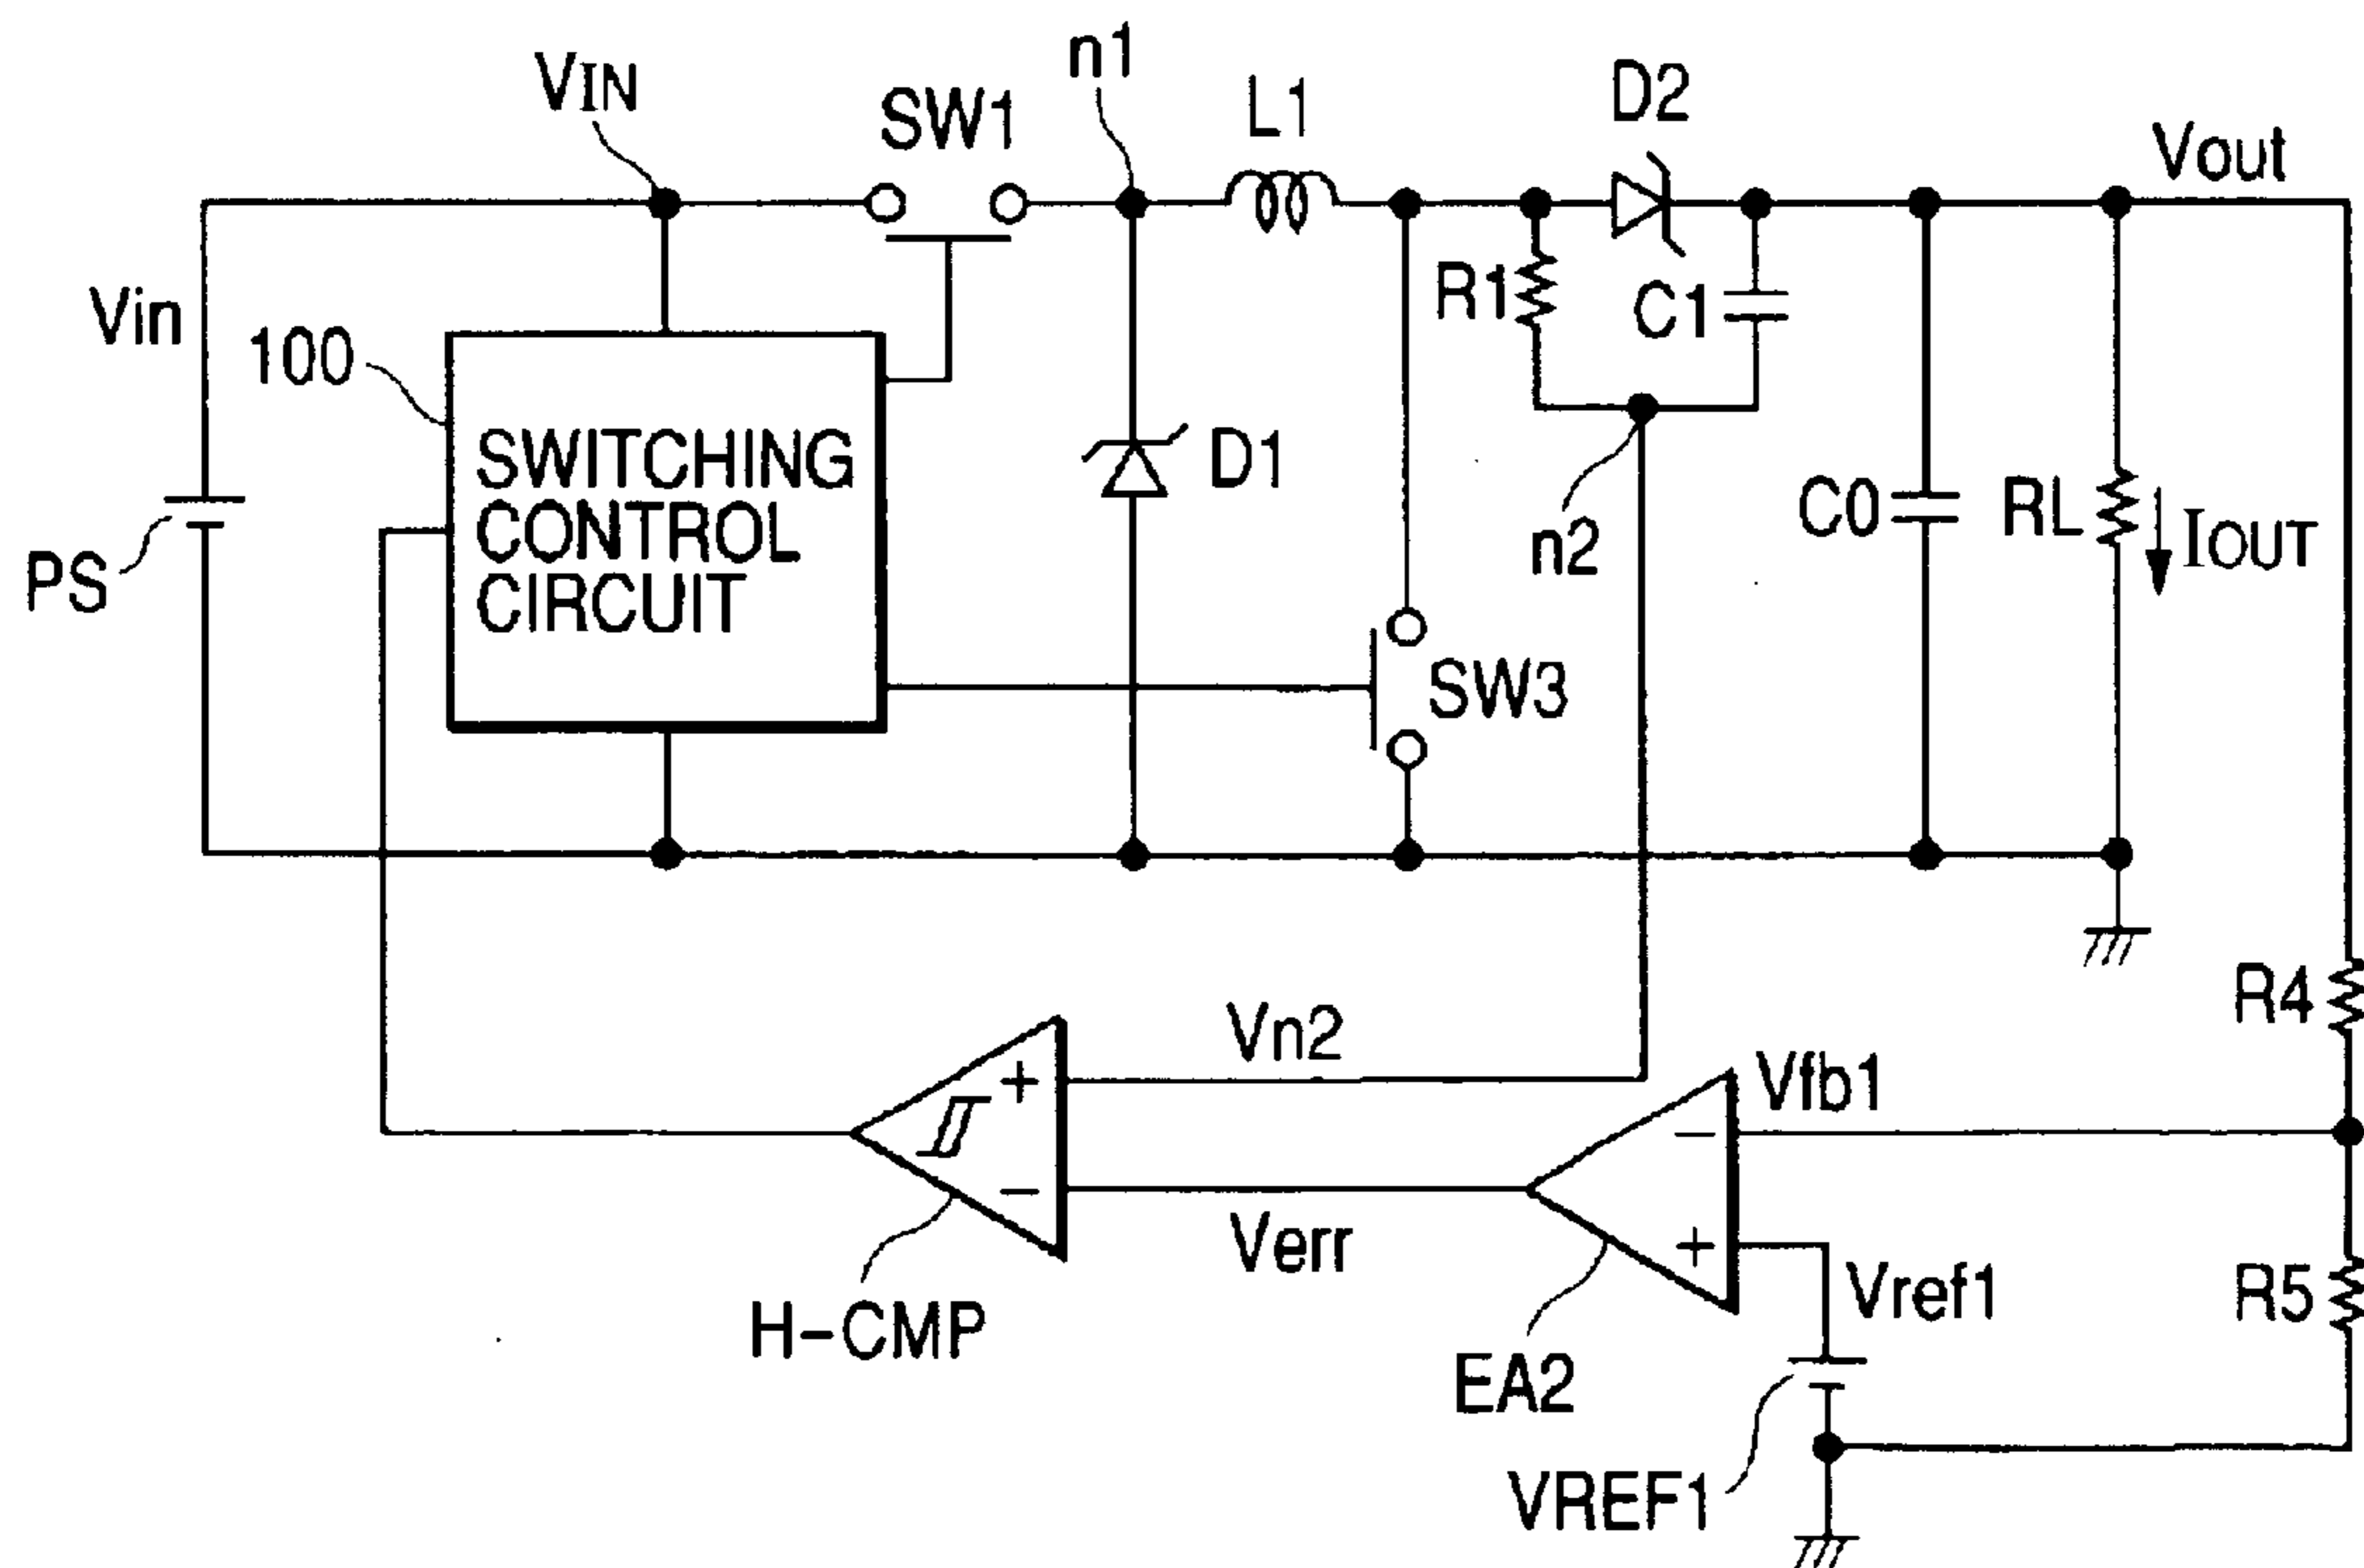 n1
VIN
SW1
L1
D2
Vout
Vin
100
R1
C1
SWITCHING
CONTROL
CIRCUIT
D1
C0
RL
IOUT
PS
n2
SW3
R4
Vn2
Vfb1
+
−
−
Verr
+
Vref1
R5
H−CMP
EA2
VREF1